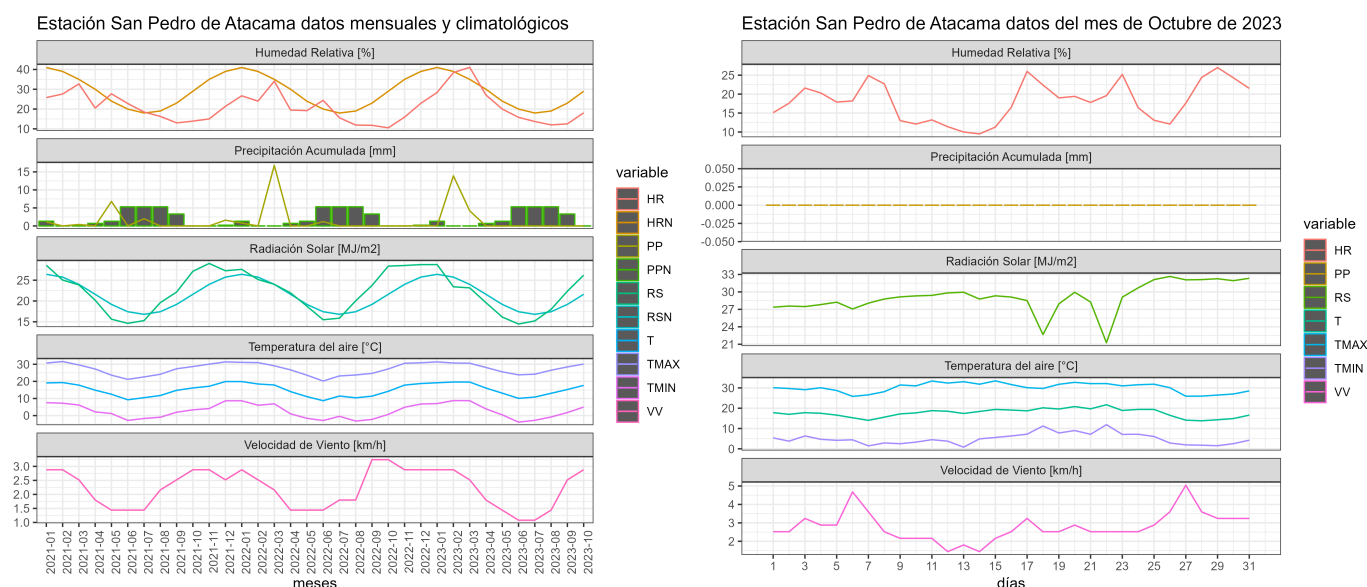 Estación San Pedro de Atacama datos mensuales y climatológicos
Humedad Relativa [%]
40
30
20
10
Precipitación Acumulada [mm]
15
10
5
0
Radiación Solar [MJ/m2]
25
20
15
Temperatura del aire [°C]
30
20
10
0
Velocidad de Viento [km/h]
3.0
2.5
2.0
1.5
1.0
2021-01
2021-02
2021-03
2021-04
2021-05
2021-06
2021-07
2021-08
2021-09
2021-10
2021-11
2021-12
2022-01
2022-02
2022-03
2022-04
2022-05
2022-06
2022-07
2022-08
2022-09
2022-10
2022-11
2022-12
2023-01
2023-02
2023-03
2023-04
2023-05
2023-06
2023-07
2023-08
2023-09
2023-10
meses
variable
HR
HRN
PP
PPN
RS
RSN
T
TMAX
TMIN
VV
Estación San Pedro de Atacama datos del mes de Octubre de 2023
Humedad Relativa [%]
25
20
15
10
Precipitación Acumulada [mm]
0.050
0.025
0.000
-0.025
-0.050
Radiación Solar [MJ/m2]
33
30
27
24
21
Temperatura del aire [°C]
30
20
10
0
Velocidad de Viento [km/h]
5
4
3
2
1 3 5 7 9 11 13 15 17 19 21 23 25 27 29 31
días
variable
HR
PP
RS
T
TMAX
TMIN
VV